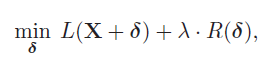 min L(X + δ) + λ · R(δ),
δ